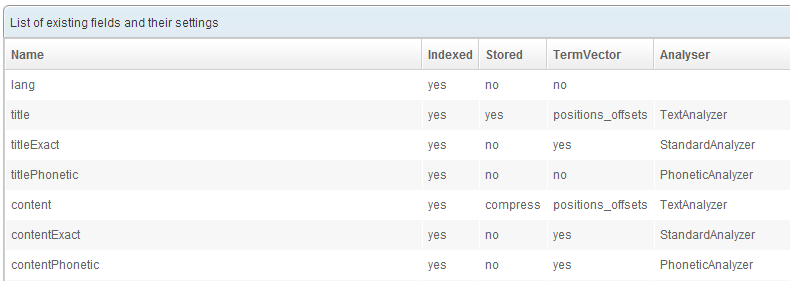 List of existing fields and their settings
Name Indexed Stored TermVector Analyser
lang yes no no
title yes yes positions_offsets TextAnalyzer
titleExact yes no yes StandardAnalyzer
titlePhonetic yes no no PhoneticAnalyzer
content yes compress positions_offsets TextAnalyzer
contentExact yes no yes StandardAnalyzer
contentPhonetic yes no yes PhoneticAnalyzer